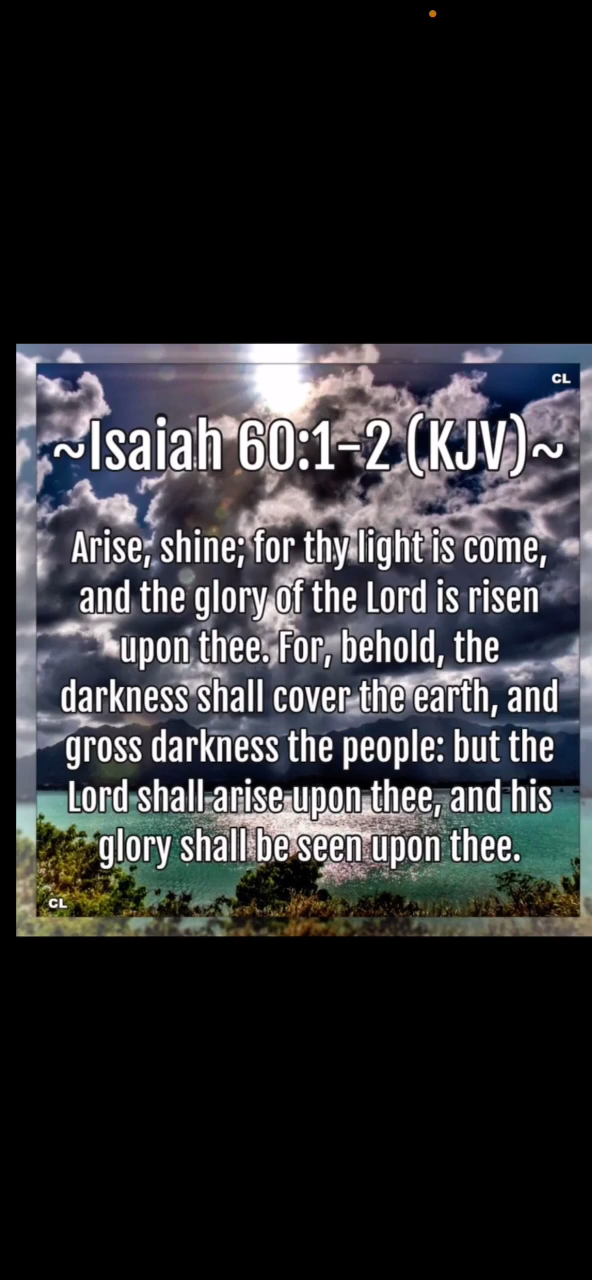 CL
~Isaiah 60:1-2 (KJV)~
Arise, shine; for thy light is come,
and the glory of the Lord is risen
upon thee. For, behold, the
darkness shall cover the earth, and
gross darkness the people: but the
Lord shall arise upon thee, and his
glory shall be seen upon thee.
CL